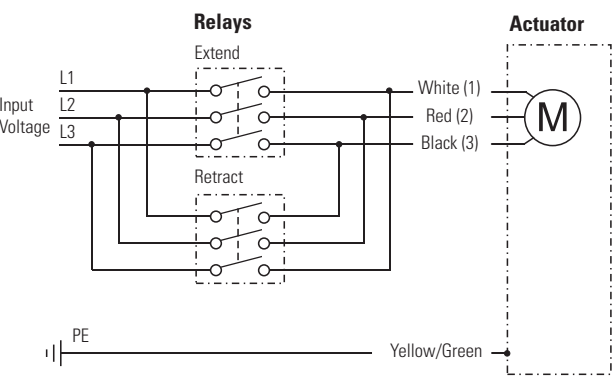 Relays
Actuator
Extend
L1
White (1)
Input
Voltage
L2
Red (2)
L3
Black (3)
M
Retract
PE
Yellow/Green